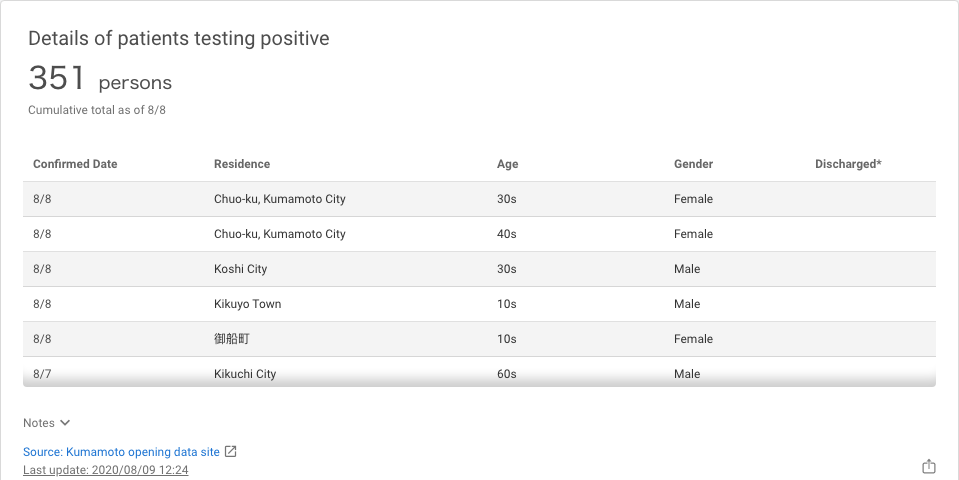 Details of patients testing positive
351 persons
Cumulative total as of 8/8
Confirmed Date Residence Age Gender Discharged*
8/8 Chuo-ku, Kumamoto City 30s Female
8/8 Chuo-ku, Kumamoto City 40s Female
8/8 Koshi City 30s Male
8/8 Kikuyo Town 10s Male
8/8 御船町 10s Female
8/7 Kikuchi City 60s Male
Notes
Source: Kumamoto opening data site
Last update: 2020/08/09 12:24